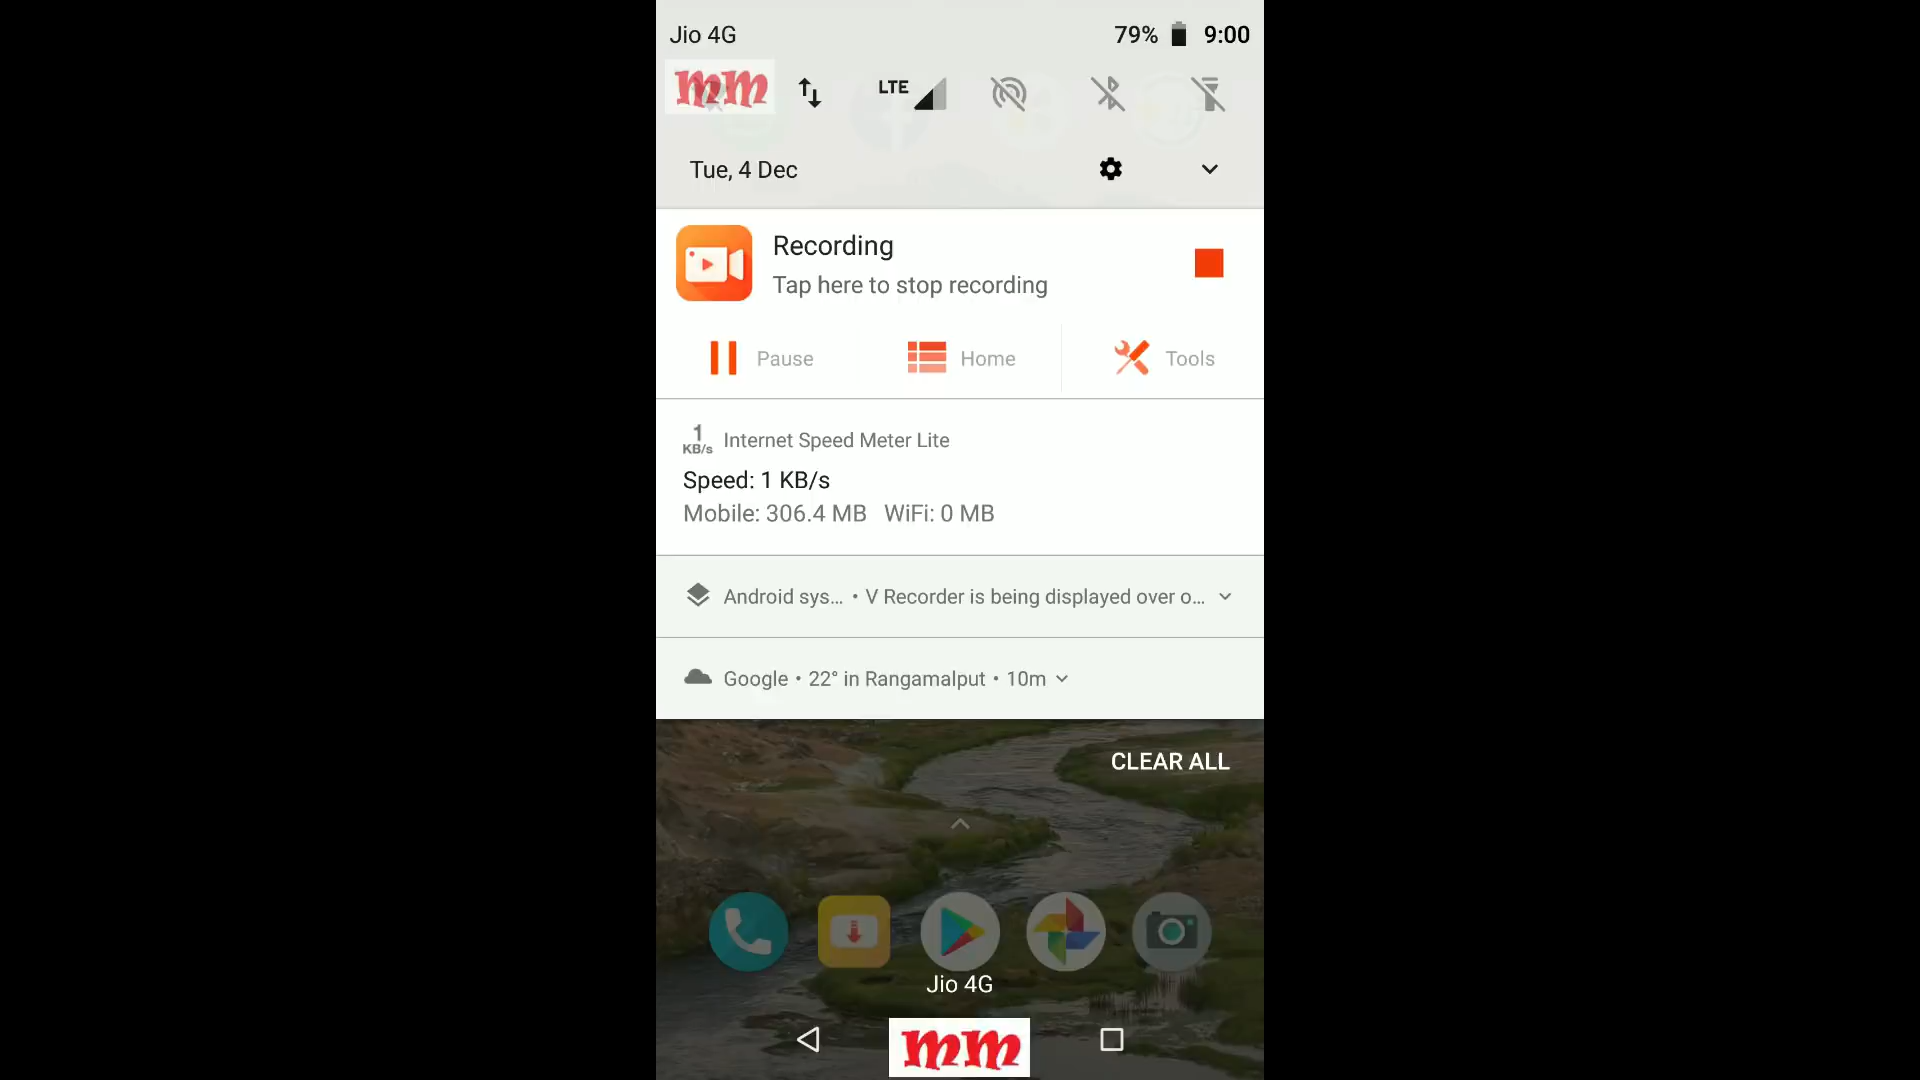 Jio 4G 79% 9:00
mm LTE
Tue, 4 Dec
Recording
Tap here to stop recording
Pause Home Tools
1 KB/s Internet Speed Meter Lite
Speed: 1 KB/s
Mobile: 306.4 MB WiFi: 0 MB
Android sys… • V Recorder is being displayed over o…
Google • 22° in Rangamalput • 10m
CLEAR ALL
Jio 4G
mm